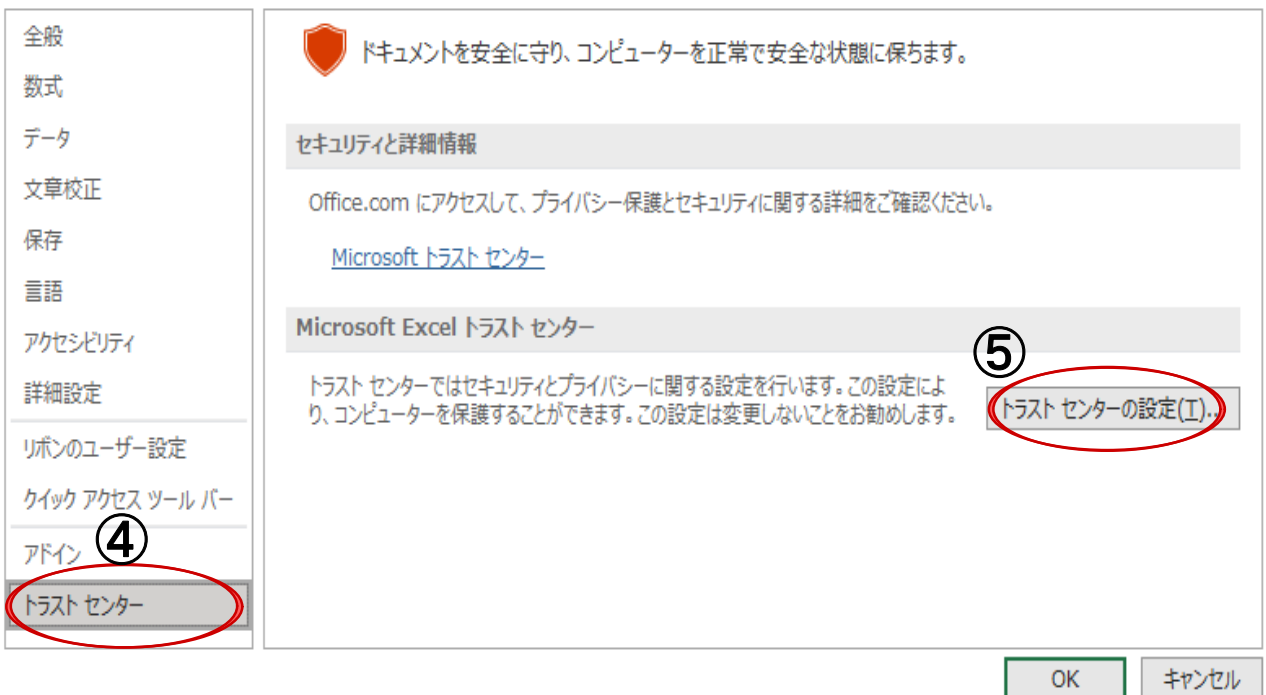 全般
数式
データ
文章校正
保存
言語
アクセシビリティ
詳細設定
リボンのユーザー設定
クイック アクセス ツール バー
アドイン
④
トラスト センター
ドキュメントを安全に守り、コンピューターを正常で安全な状態に保ちます。
セキュリティと詳細情報
Office.com にアクセスして、プライバシー保護とセキュリティに関する詳細をご確認ください。
Microsoft トラスト センター
Microsoft Excel トラスト センター
⑤
トラスト センターではセキュリティとプライバシーに関する設定を行います。この設定によ
り、コンピューターを保護することができます。この設定は変更しないことをお勧めします。
トラスト センターの設定(T)...
OK
キャンセル